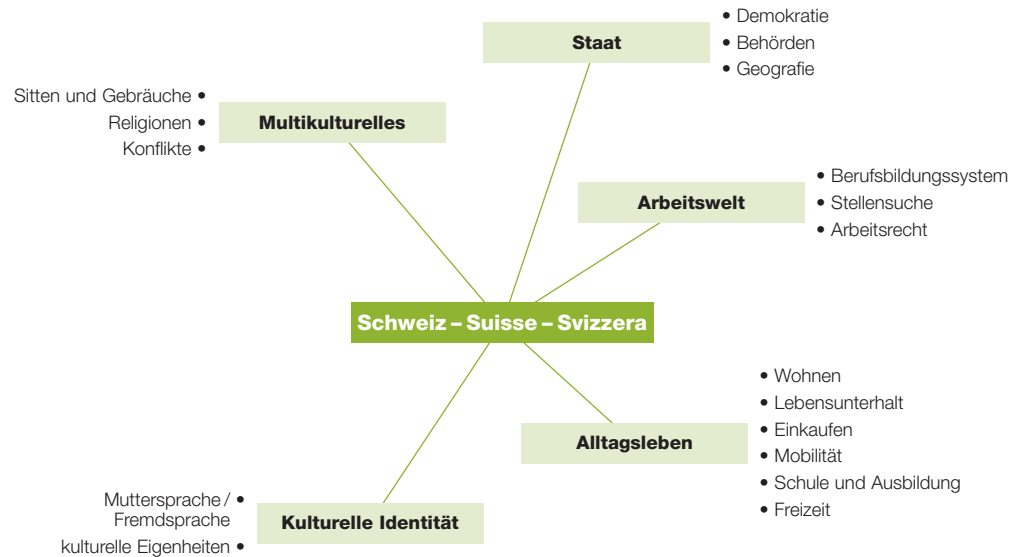 Staat
• Demokratie
• Behörden
• Geografie
Sitten und Gebräuche •
Religionen •
Konflikte •
Multikulturelles
Arbeitswelt
• Berufsbildungssystem
• Stellensuche
• Arbeitsrecht
Schweiz – Suisse – Svizzera
Alltagsleben
• Wohnen
• Lebensunterhalt
• Einkaufen
• Mobilität
• Schule und Ausbildung
• Freizeit
Muttersprache / •
Fremdsprache
kulturelle Eigenheiten •
Kulturelle Identität